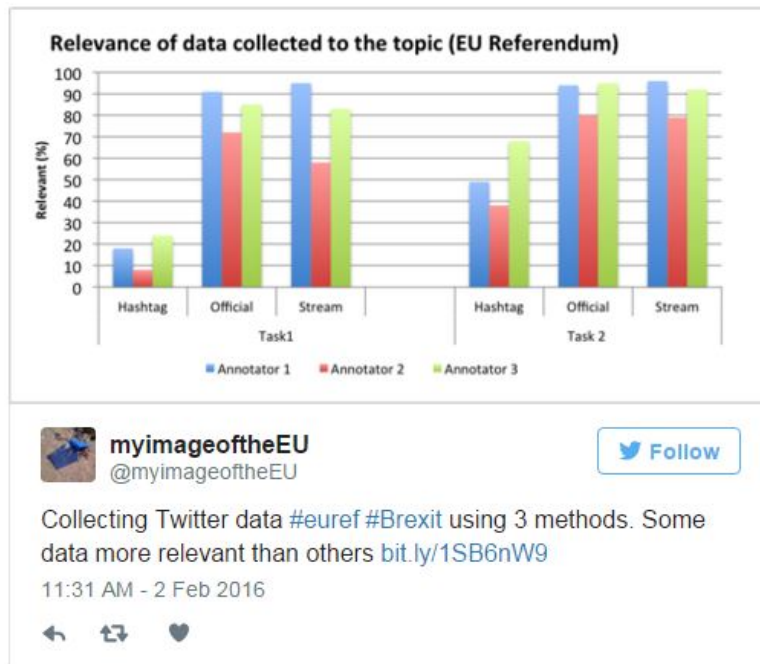 Relevance of data collected to the topic (EU Referendum)
Relevant (%)
100
90
80
70
60
50
40
30
20
10
0
Hashtag Official Stream Hashtag Official Stream
Task1 Task 2
Annotator 1 Annotator 2 Annotator 3
myimageoftheEU
@myimageoftheEU
Follow
Collecting Twitter data #euref #Brexit using 3 methods. Some
data more relevant than others bit.ly/1SB6nW9
11:31 AM - 2 Feb 2016